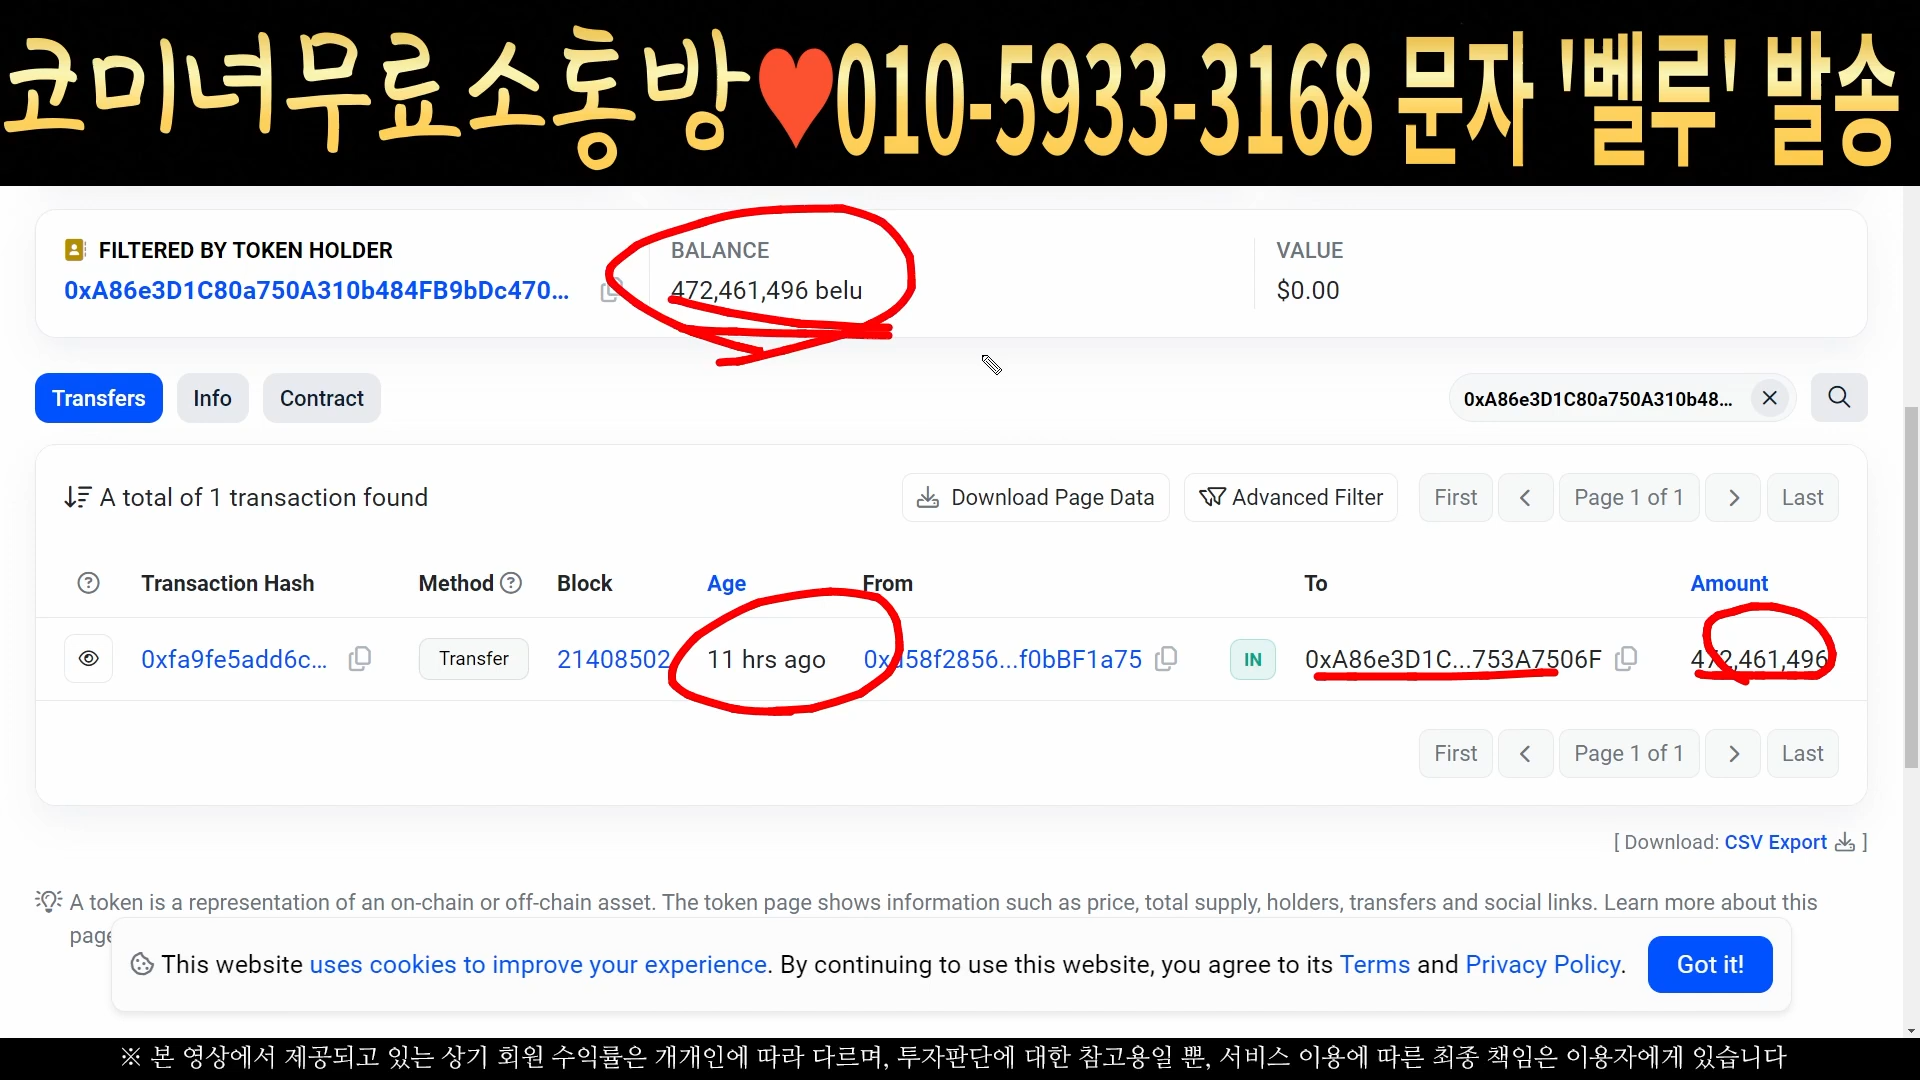 코미녀무료소통방♥010-5933-3168 문자 '벨루' 발송
FILTERED BY TOKEN HOLDER
0xA86e3D1C80a750A310b484FB9bDc470...
BALANCE
472,461,496 belu
VALUE
$0.00
Transfers Info Contract
0xA86e3D1C80a750A310b48...
A total of 1 transaction found
Download Page Data Advanced Filter First Page 1 of 1 Last
Transaction Hash Method Block Age From To Amount
0xfa9fe5add6c... Transfer 21408502 11 hrs ago 0xd58f2856...f0bBF1a75 IN 0xA86e3D1C...753A7506F 472,461,496
First Page 1 of 1 Last
[ Download: CSV Export ]
A token is a representation of an on-chain or off-chain asset. The token page shows information such as price, total supply, holders, transfers and social links. Learn more about this
page
This website uses cookies to improve your experience. By continuing to use this website, you agree to its Terms and Privacy Policy.
Got it!
※ 본 영상에서 제공되고 있는 상기 회원 수익률은 개개인에 따라 다르며, 투자판단에 대한 참고용일 뿐, 서비스 이용에 따른 최종 책임은 이용자에게 있습니다